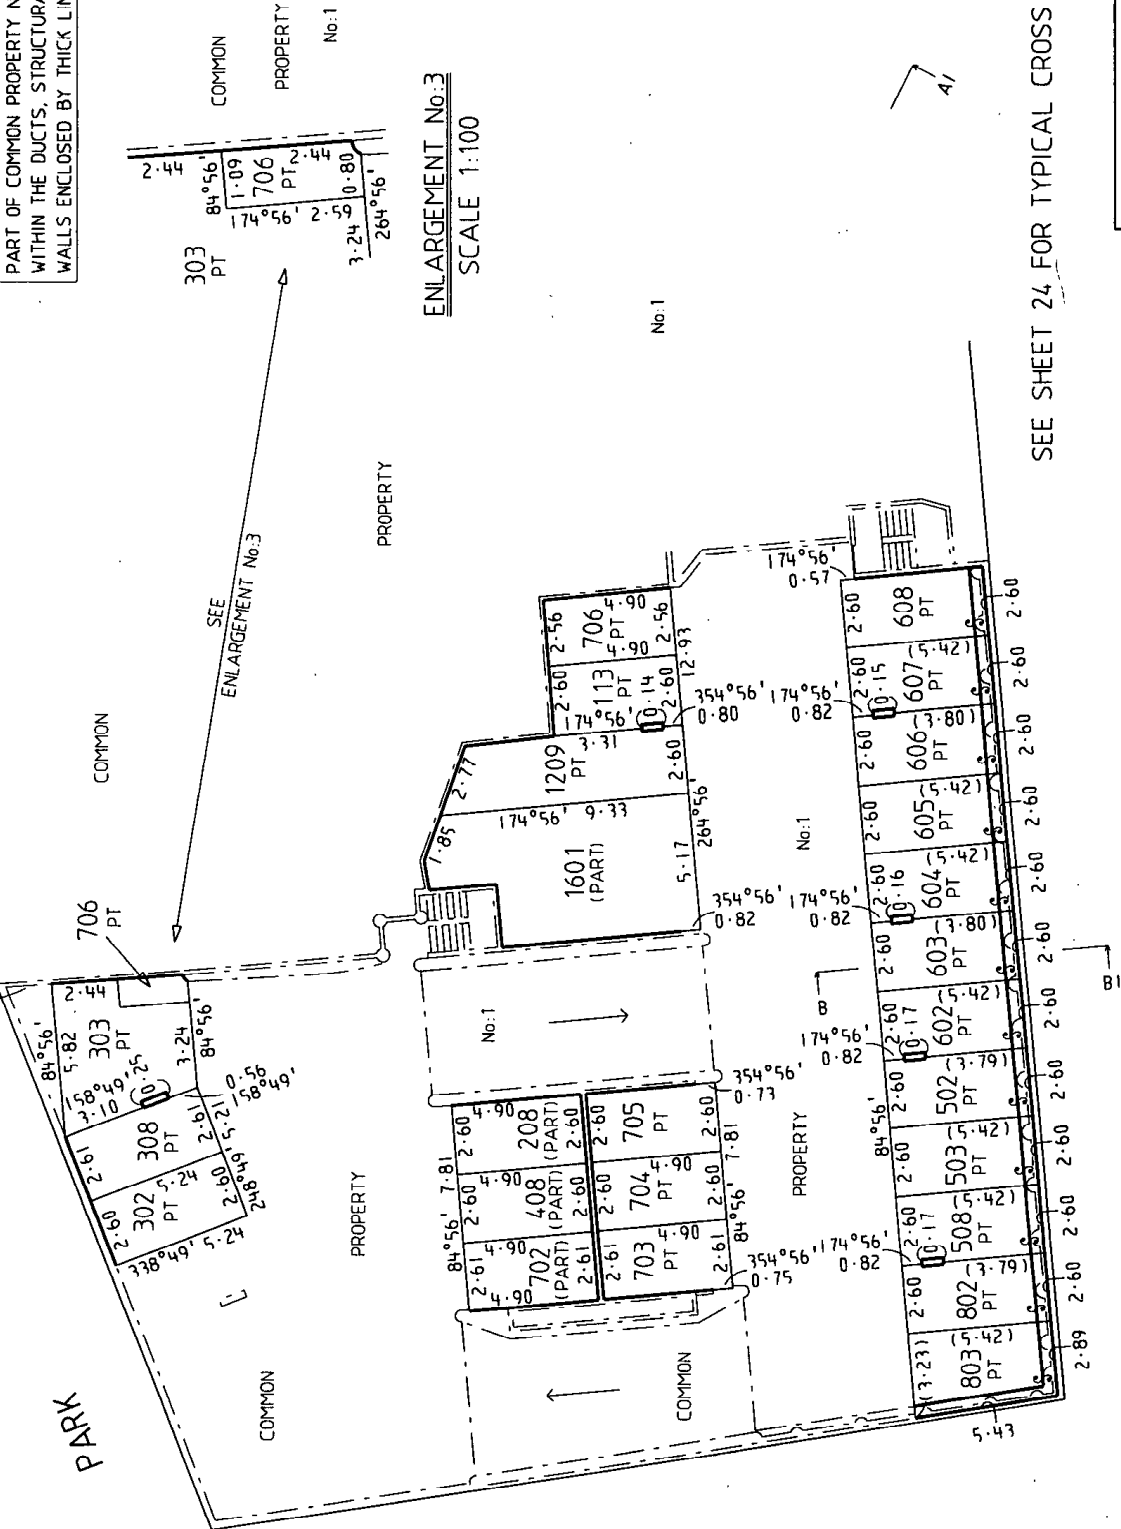 PART OF COMMON PROPERTY N
WITHIN THE DUCTS, STRUCTURA
WALLS ENCLOSED BY THICK LIN
COMMON
PROPERTY
No:1
2·44
84°56'
1·09
706
PT
2·44
0·80
174°56' 2·59
3·24
264°56'
303
PT
ENLARGEMENT No:3
SCALE 1:100
A1
SEE SHEET 24 FOR TYPICAL CROSS
No:1
SEE
ENLARGEMENT No:3
PROPERTY
COMMON
706
PT
PARK
84°56'
2·44
5·82
303
PT
3·24
84°56'
158°49'
3·10
0·25
0·56
158°49'
2·61
308
PT
2·61
5·21
5·24
2·60
302
PT
2·60
248°49'
338°49' 5·24
PROPERTY
COMMON
2·56
706
PT
4·90
2·56
4·90
12·93
2·60
113
PT
0·14
2·60
174°56'
3·31
354°56'
0·80
2·77
1209
PT
2·60
174°56' 9·33
264°56'
1·85
1601
(PART)
5·17
354°56'
0·82
No:1
No:1
84°56' 7·81
2·60
4·90
208
(PART)
2·60
2·60
4·90
408
(PART)
2·60
2·61
4·90
702
(PART)
2·61
4·90
2·60
705
PT
2·60
354°56'
0·73
4·90
2·60
704
PT
2·60
7·81
84°56'
4·90
2·61
703
PT
2·61
354°56'
0·75
COMMON
PROPERTY
174°56'
0·57
2·60
608
PT
2·60
(5·42)
2·60
607
PT
0·15
2·60
174°56'
0·82
(3·80)
2·60
606
PT
2·60
(5·42)
2·60
605
PT
2·60
(5·42)
2·60
604
PT
0·16
2·60
174°56'
0·82
(3·80)
2·60
603
PT
2·60
B
B1
(5·42)
2·60
602
PT
0·17
2·60
174°56'
0·82
(3·79)
2·60
502
PT
2·60
84°56'
(5·42)
2·60
503
PT
2·60
(5·42)
2·60
508
PT
0·17
2·60
174°56'
0·82
(3·79)
2·60
802
PT
2·60
(5·42)
(3·23)
803
PT
2·89
5·43